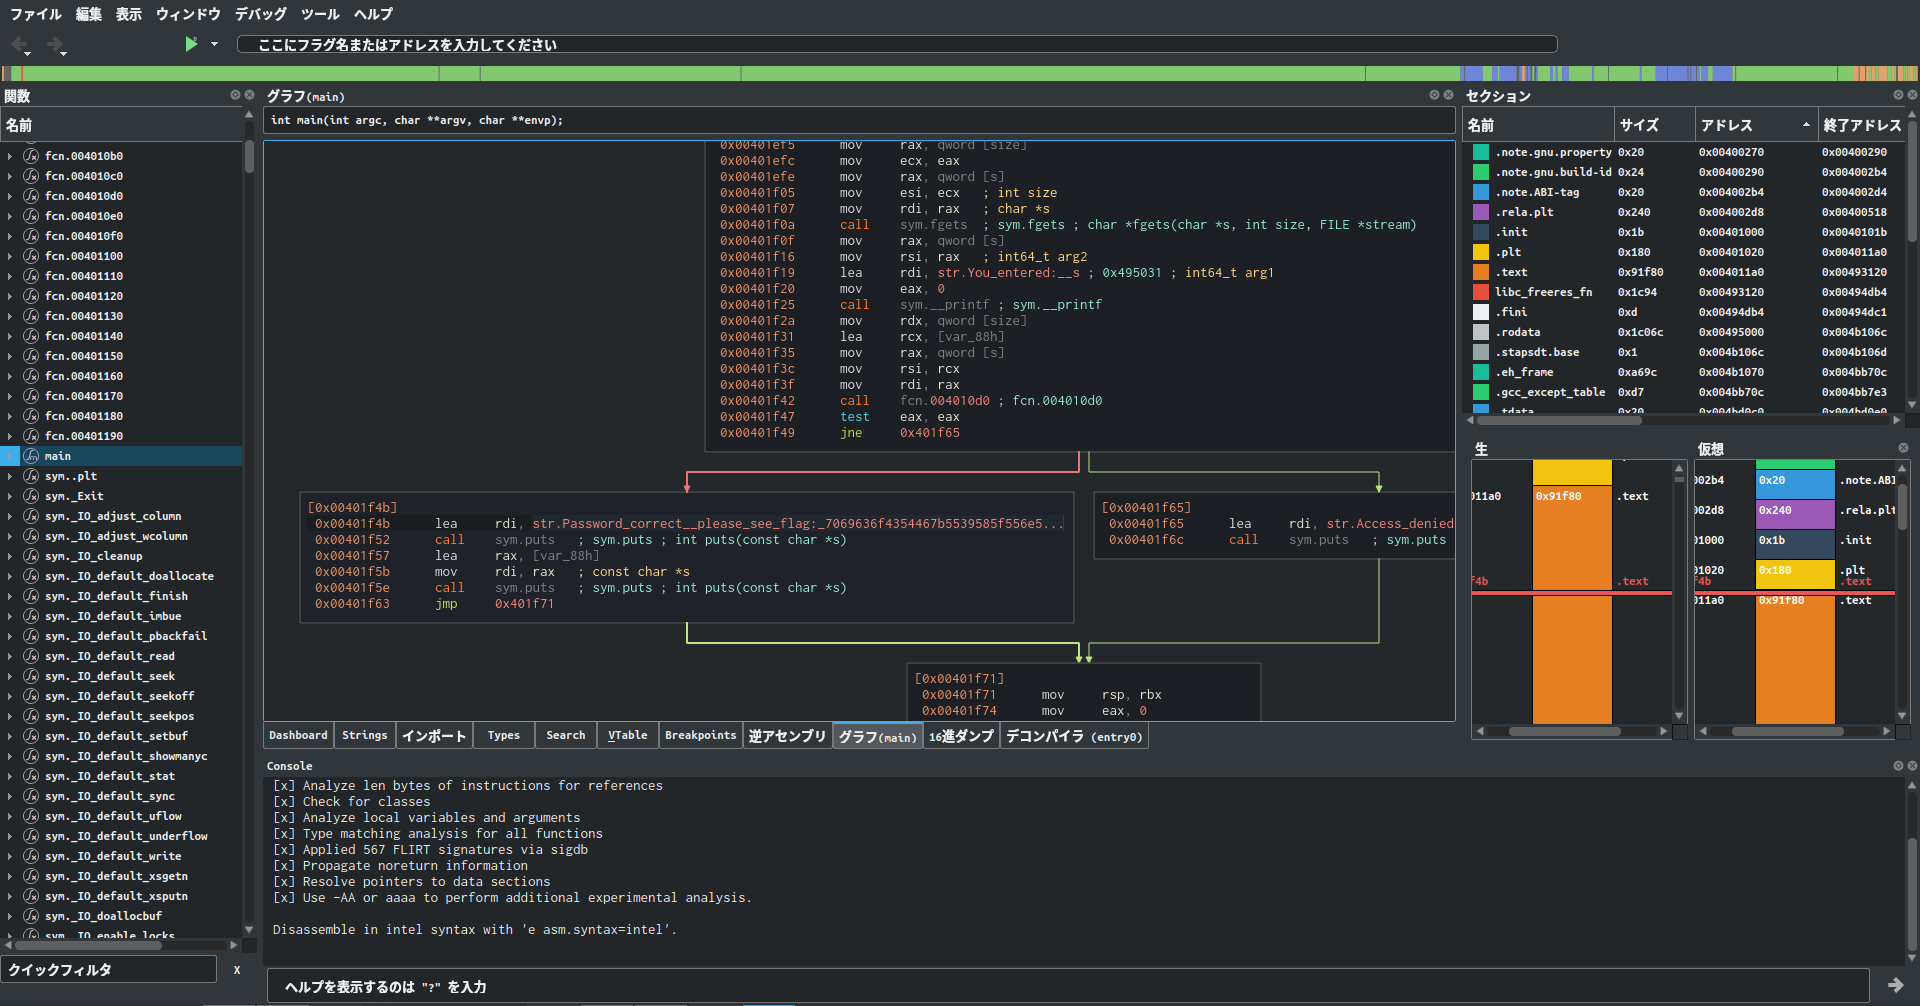 ファイル 編集 表示 ウィンドウ デバッグ ツール ヘルプ
ここにフラグ名またはアドレスを入力してください
関数
名前
fcn.004010b0
fcn.004010c0
fcn.004010d0
fcn.004010e0
fcn.004010f0
fcn.00401100
fcn.00401110
fcn.00401120
fcn.00401130
fcn.00401140
fcn.00401150
fcn.00401160
fcn.00401170
fcn.00401180
fcn.00401190
main
sym..plt
sym._Exit
sym._IO_adjust_column
sym._IO_adjust_wcolumn
sym._IO_cleanup
sym._IO_default_doallocate
sym._IO_default_finish
sym._IO_default_imbue
sym._IO_default_pbackfail
sym._IO_default_read
sym._IO_default_seek
sym._IO_default_seekoff
sym._IO_default_seekpos
sym._IO_default_setbuf
sym._IO_default_showmanyc
sym._IO_default_stat
sym._IO_default_sync
sym._IO_default_uflow
sym._IO_default_underflow
sym._IO_default_write
sym._IO_default_xsgetn
sym._IO_default_xsputn
sym._IO_doallocbuf
sym._IO_enable_locks
クイックフィルタ X
グラフ(main)
int main(int argc, char **argv, char **envp);
0x00401ef5 mov rax, qword [size]
0x00401efc mov ecx, eax
0x00401efe mov rax, qword [s]
0x00401f05 mov esi, ecx ; int size
0x00401f07 mov rdi, rax ; char *s
0x00401f0a call sym.fgets ; sym.fgets ; char *fgets(char *s, int size, FILE *stream)
0x00401f0f mov rax, qword [s]
0x00401f16 mov rsi, rax ; int64_t arg2
0x00401f19 lea rdi, str.You_entered:__s ; 0x495031 ; int64_t arg1
0x00401f20 mov eax, 0
0x00401f25 call sym.__printf ; sym.__printf
0x00401f2a mov rdx, qword [size]
0x00401f31 lea rcx, [var_88h]
0x00401f35 mov rax, qword [s]
0x00401f3c mov rsi, rcx
0x00401f3f mov rdi, rax
0x00401f42 call fcn.004010d0 ; fcn.004010d0
0x00401f47 test eax, eax
0x00401f49 jne 0x401f65
[0x00401f4b]
0x00401f4b lea rdi, str.Password_correct__please_see_flag:_7069636f4354467b5539585f556e5...
0x00401f52 call sym.puts ; sym.puts ; int puts(const char *s)
0x00401f57 lea rax, [var_88h]
0x00401f5b mov rdi, rax ; const char *s
0x00401f5e call sym.puts ; sym.puts ; int puts(const char *s)
0x00401f63 jmp 0x401f71
[0x00401f65]
0x00401f65 lea rdi, str.Access_denied
0x00401f6c call sym.puts ; sym.puts
[0x00401f71]
0x00401f71 mov rsp, rbx
0x00401f74 mov eax, 0
Dashboard Strings インポート Types Search VTable Breakpoints 逆アセンブリ グラフ(main) 16進ダンプ デコンパイラ (entry0)
Console
[x] Analyze len bytes of instructions for references
[x] Check for classes
[x] Analyze local variables and arguments
[x] Type matching analysis for all functions
[x] Applied 567 FLIRT signatures via sigdb
[x] Propagate noreturn information
[x] Resolve pointers to data sections
[x] Use -AA or aaaa to perform additional experimental analysis.
Disassemble in intel syntax with 'e asm.syntax=intel'.
ヘルプを表示するのは "?" を入力
セクション
名前 サイズ アドレス 終了アドレス
.note.gnu.property 0x20 0x00400270 0x00400290
.note.gnu.build-id 0x24 0x00400290 0x004002b4
.note.ABI-tag 0x20 0x004002b4 0x004002d4
.rela.plt 0x240 0x004002d8 0x00400518
.init 0x1b 0x00401000 0x0040101b
.plt 0x180 0x00401020 0x004011a0
.text 0x91f80 0x004011a0 0x00493120
libc_freeres_fn 0x1c94 0x00493120 0x00494db4
.fini 0xd 0x00494db4 0x00494dc1
.rodata 0x1c06c 0x00495000 0x004b106c
.stapsdt.base 0x1 0x004b106c 0x004b106d
.eh_frame 0xa69c 0x004b1070 0x004bb70c
.gcc_except_table 0xd7 0x004bb70c 0x004bb7e3
.tdata 0x20 0x004bd0c0 0x004bd0e0
生
011a0 0x91f80 .text
f4b .text
仮想
002b4 0x20 .note.ABI
002d8 0x240 .rela.plt
01000 0x1b .init
01020 0x180 .plt
f4b .text
011a0 0x91f80 .text